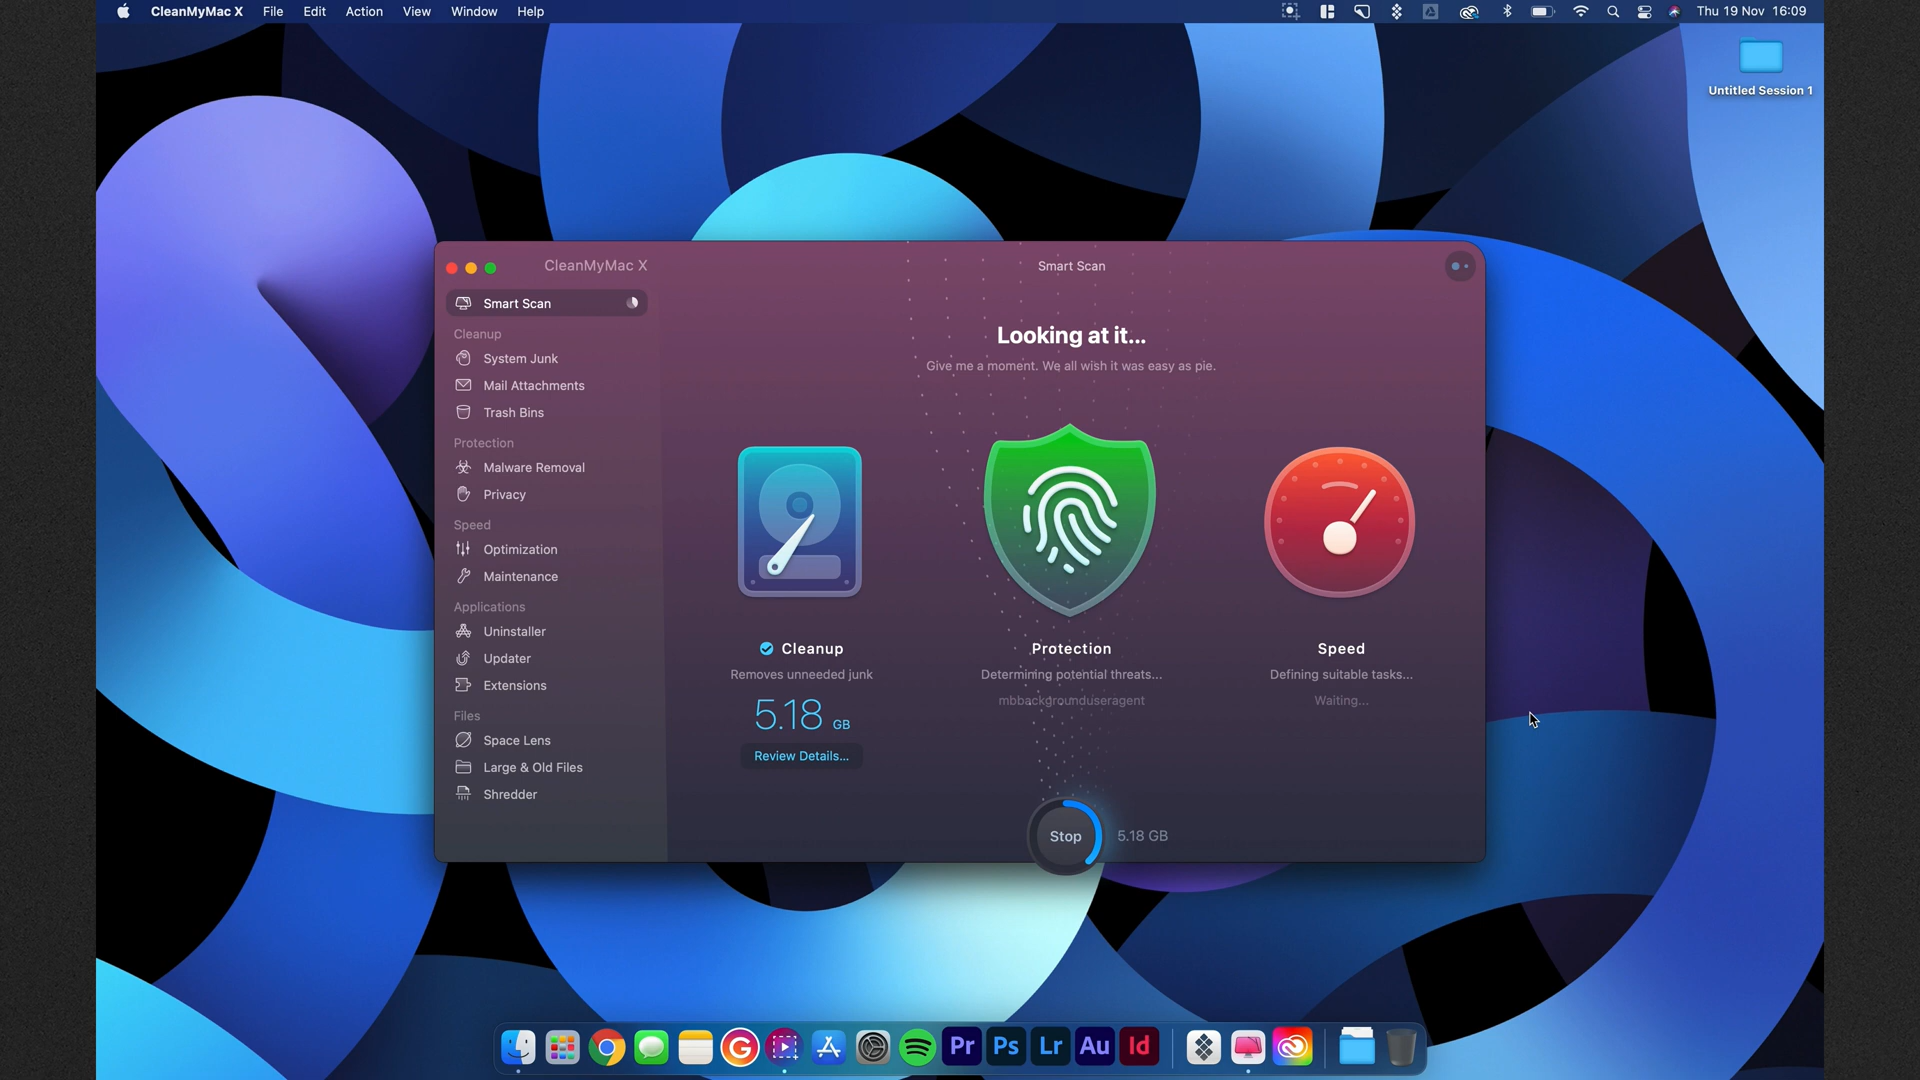 CleanMyMac X File Edit Action View Window Help
Thu 19 Nov 16:09
Untitled Session 1
CleanMyMac X
Smart Scan
Smart Scan
Cleanup
System Junk
Mail Attachments
Trash Bins
Protection
Malware Removal
Privacy
Speed
Optimization
Maintenance
Applications
Uninstaller
Updater
Extensions
Files
Space Lens
Large & Old Files
Shredder
Looking at it...
Give me a moment. We all wish it was easy as pie.
Cleanup
Removes unneeded junk
5.18 GB
Review Details...
Protection
Determining potential threats...
mbbackgrounduseragent
Speed
Defining suitable tasks...
Waiting...
Stop
5.18 GB
Pr Ps Lr Au Id